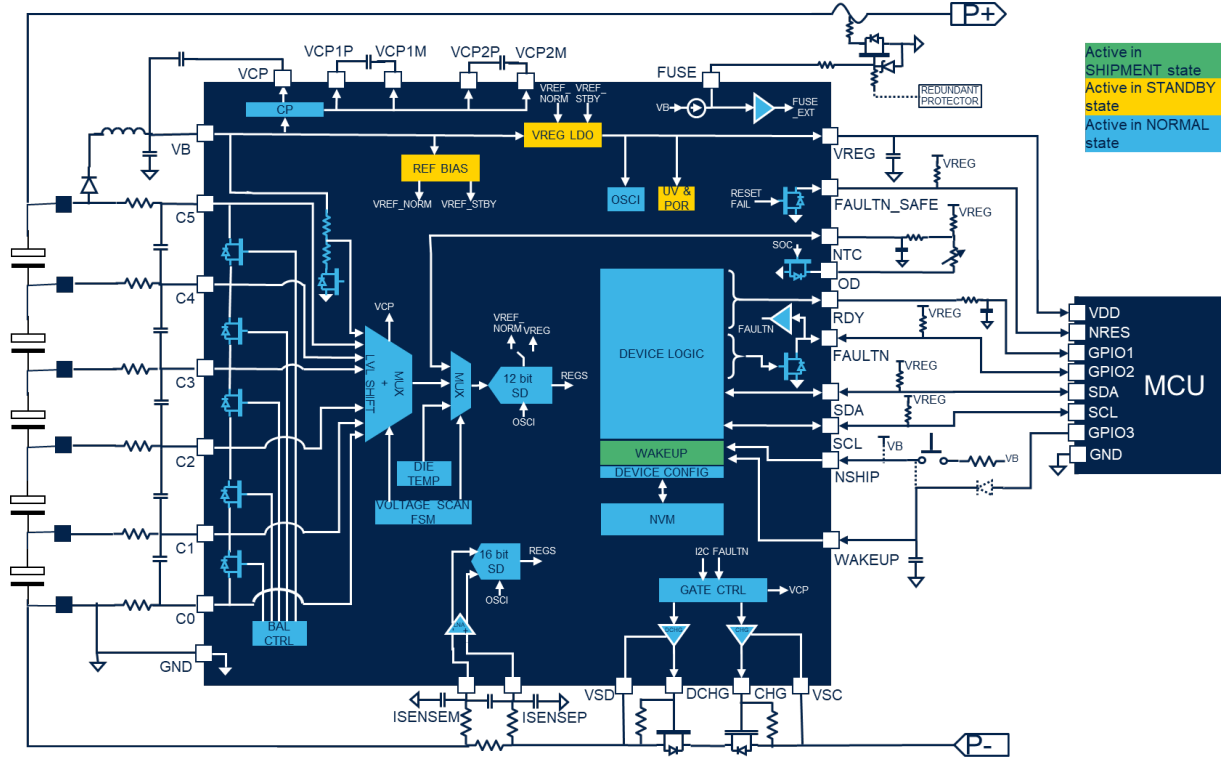 P+
VCP1P
VCP1M
VCP2P
VCP2M
VCP
FUSE
Active in
SHIPMENT state
Active in STANDBY
state
Active in NORMAL
state
REDUNDANT
PROTECTOR
CP
VREF_
NORM
VREF_
STBY
VB
FUSE
_EXT
VB
VREG LDO
VREG
REF BIAS
VREF_NORM
VREF_STBY
OSCI
UV &
POR
RESET
FAIL
VREG
FAULTN_SAFE
C5
VREG
NTC
SOC
OD
C4
VCP
VREF_
NORM
VREG
RDY
VREG
VDD
NRES
GPIO1
GPIO2
SDA
SCL
GPIO3
GND
MCU
FAULTN
FAULTN
DEVICE LOGIC
LVL SHIFT
+
MUX
MUX
12 bit
SD
REGS
OSCI
C3
VREG
SDA
VREG
SCL
C2
VB
VB
WAKEUP
NSHIP
DIE
TEMP
DEVICE CONFIG
VOLTAGE SCAN
FSM
NVM
C1
WAKEUP
16 bit
SD
REGS
OSCI
I2C FAULTN
GATE CTRL
VCP
C0
BAL
CTRL
DCHG
CHG
GND
ISENSEM
ISENSEP
VSD
DCHG
CHG
VSC
P-